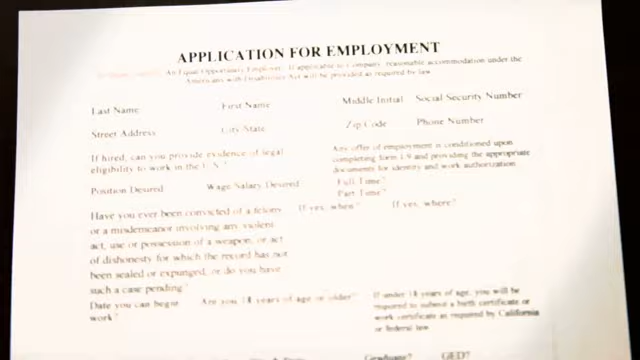 APPLICATION FOR EMPLOYMENT
An Equal Opportunity Employer. If applicable to company, reasonable accommodation under the
Americans with Disabilities Act will be provided as required by law
Last Name First Name Middle Initial Social Security Number
Street Address City/State Zip Code Phone Number
If hired, can you provide evidence of legal
eligibility to work in the U.S.?
Any offer of employment is conditioned upon
completing form I-9 and providing the appropriate
documents for identity and work authorization.
Position Desired Wage/Salary Desired
Full Time?
Part Time?
Have you ever been convicted of a felony
or a misdemeanor involving any violent
act, use or possession of a weapon, or act
of dishonesty for which the record has not
been sealed or expunged, or do you have
such a case pending?
If yes, when? If yes, where?
Date you can begin
work?
Are you 18 years of age or older?
If under 18 years of age, you will be
required to submit a birth certificate or
work certificate as required by California
or federal law
Graduate? GED?